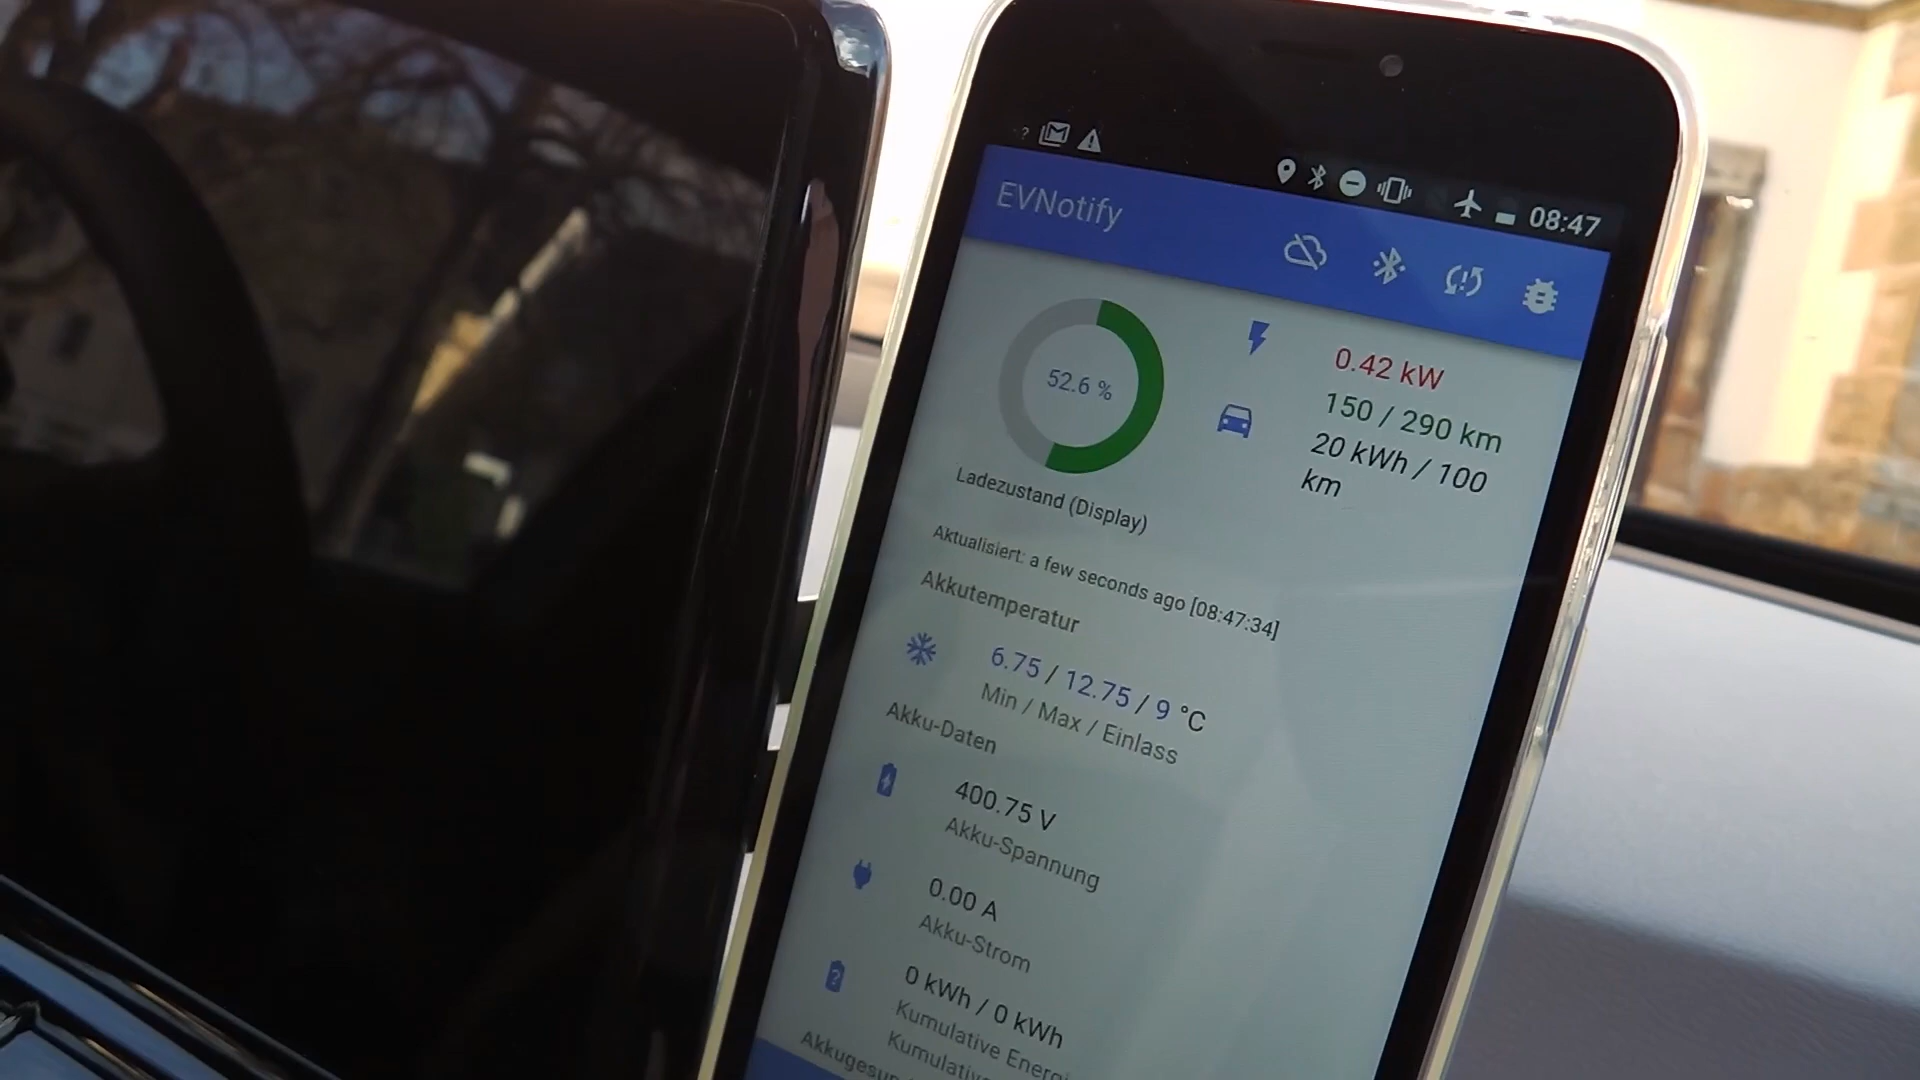 08:47
EVNotify
52.6 %
0.42 kW
150 / 290 km
20 kWh / 100
km
Ladezustand (Display)
Aktualisiert: a few seconds ago [08:47:34]
Akkutemperatur
6.75 / 12.75 / 9 °C
Min / Max / Einlass
Akku-Daten
400.75 V
Akku-Spannung
0.00 A
Akku-Strom
0 kWh / 0 kWh
Kumulative